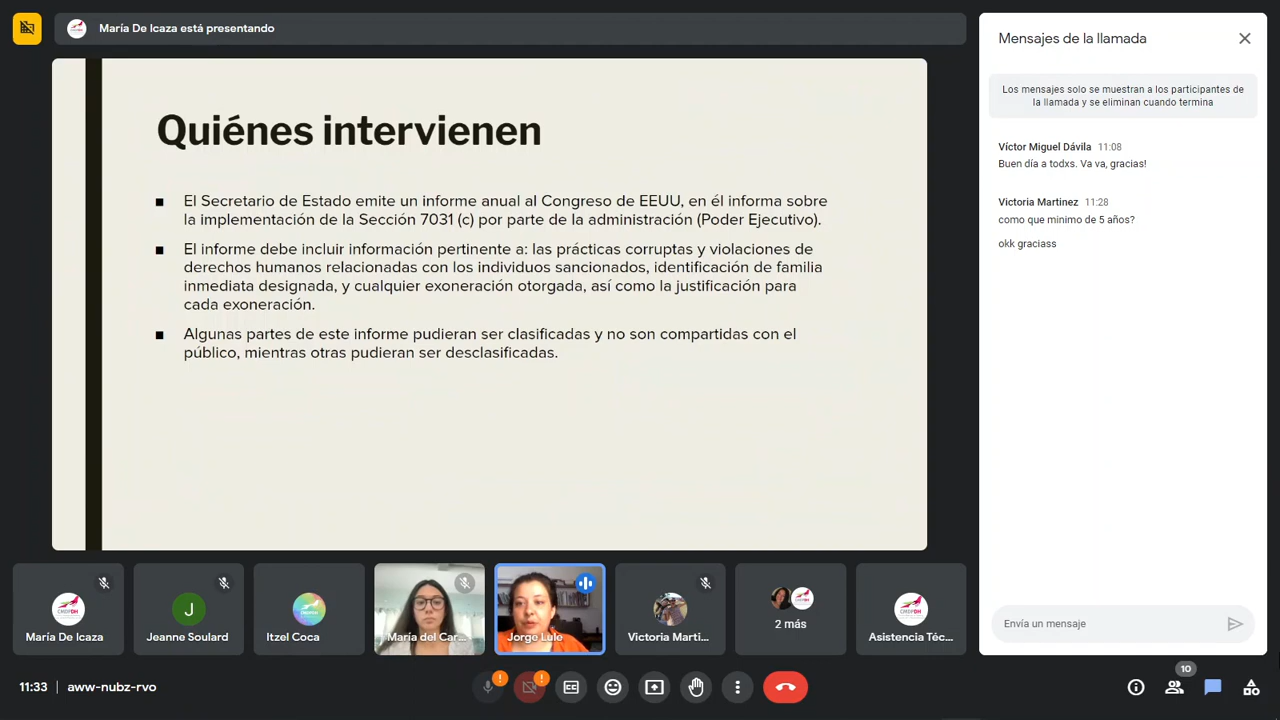 María De Icaza está presentando
Quiénes intervienen
▪ El Secretario de Estado emite un informe anual al Congreso de EEUU, en él informa sobre
la implementación de la Sección 7031 (c) por parte de la administración (Poder Ejecutivo).
▪ El informe debe incluir información pertinente a: las prácticas corruptas y violaciones de
derechos humanos relacionadas con los individuos sancionados, identificación de familia
inmediata designada, y cualquier exoneración otorgada, así como la justificación para
cada exoneración.
▪ Algunas partes de este informe pudieran ser clasificadas y no son compartidas con el
público, mientras otras pudieran ser desclasificadas.
Mensajes de la llamada
Los mensajes solo se muestran a los participantes de
la llamada y se eliminan cuando termina
Víctor Miguel Dávila 11:08
Buen día a todxs. Va va, gracias!
Victoria Martinez 11:28
como que minimo de 5 años?
okk graciass
Envía un mensaje
CMDPDH
María De Icaza
J
Jeanne Soulard
Itzel Coca
María del Car...
Jorge Lule
Victoria Marti...
2 más
CMDPDH
Asistencia Téc...
11:33 | aww-nubz-rvo
10